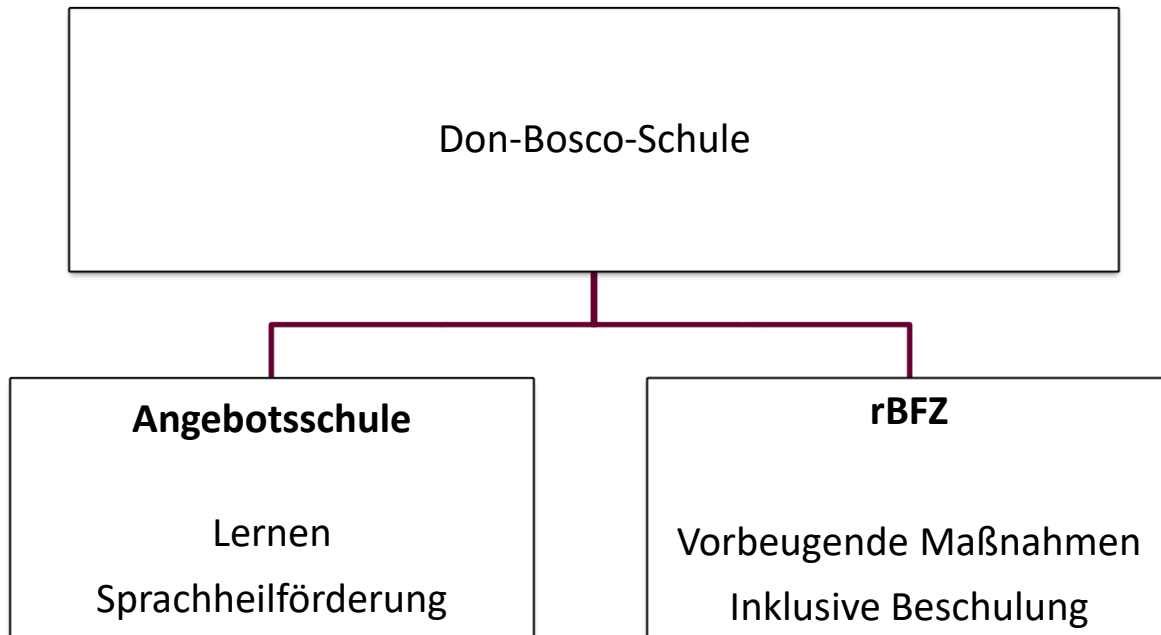 Don-Bosco-Schule
Angebotsschule
Lernen
Sprachheilförderung
rBFZ
Vorbeugende Maßnahmen
Inklusive Beschulung